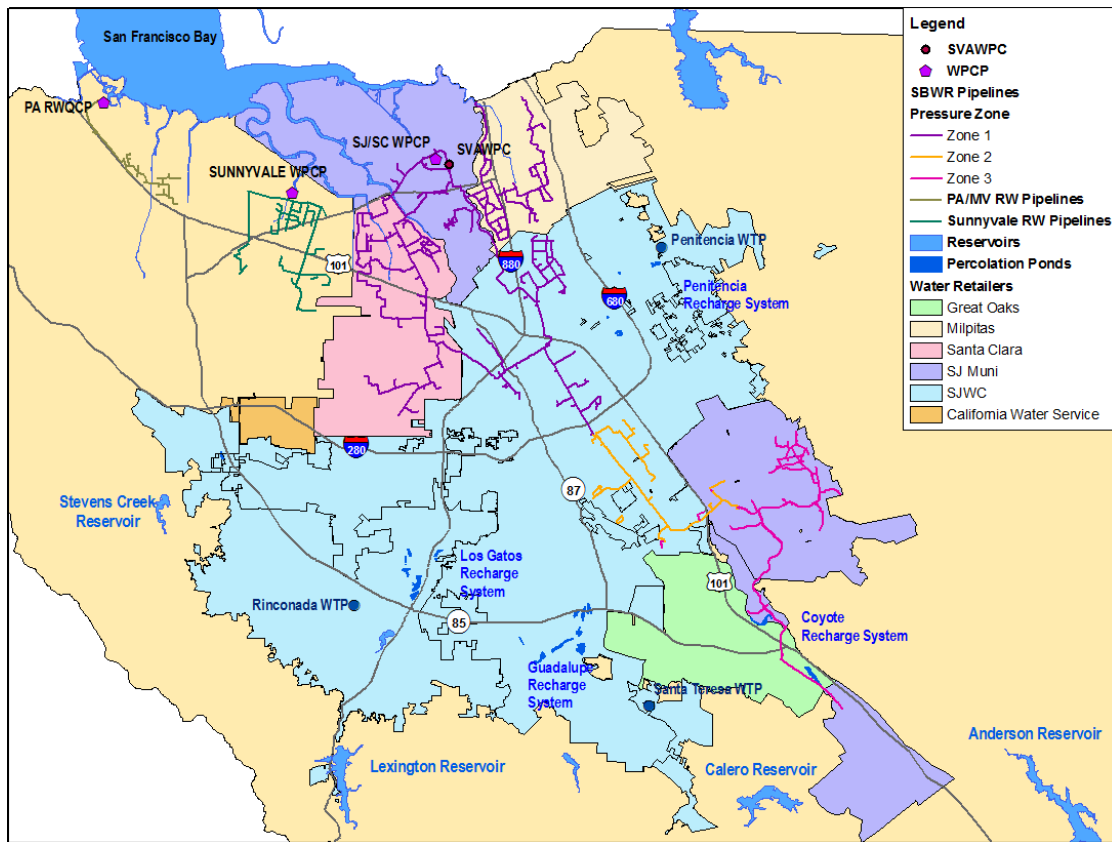 San Francisco Bay
PA RWQCP
SJ/SC WPCP
SVAWPC
SUNNYVALE WPCP
101
880
680
Penitencia WTP
Penitencia
Recharge System
280
87
Stevens Creek
Reservoir
Los Gatos
Recharge
System
Rinconada WTP
85
101
Coyote
Recharge System
Guadalupe
Recharge
System
Santa Teresa WTP
Lexington Reservoir
Calero Reservoir
Anderson Reservoir
Legend
SVAWPC
WPCP
SBWR Pipelines
Pressure Zone
Zone 1
Zone 2
Zone 3
PA/MV RW Pipelines
Sunnyvale RW Pipelines
Reservoirs
Percolation Ponds
Water Retailers
Great Oaks
Milpitas
Santa Clara
SJ Muni
SJWC
California Water Service